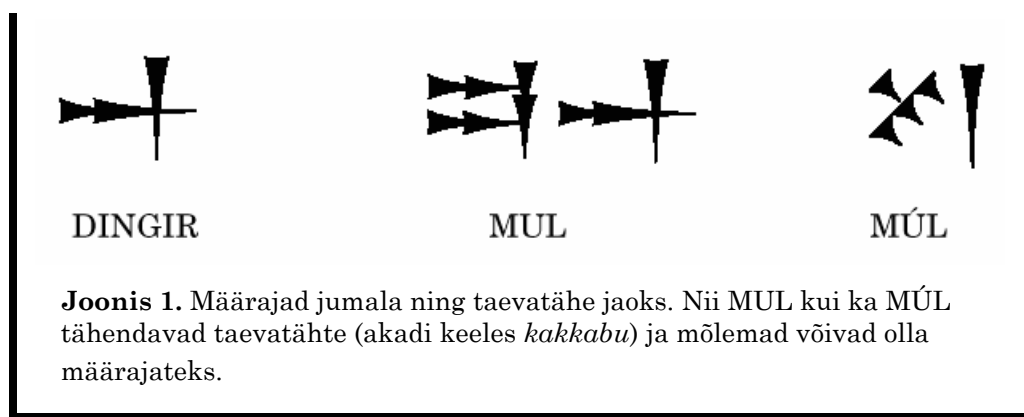 DINGIR MUL MÚL
Joonis 1. Määrajad jumala ning taevatähe jaoks. Nii MUL kui ka MÚL
tähendavad taevatähte (akadi keeles kakkabu) ja mõlemad võivad olla
määrajateks.